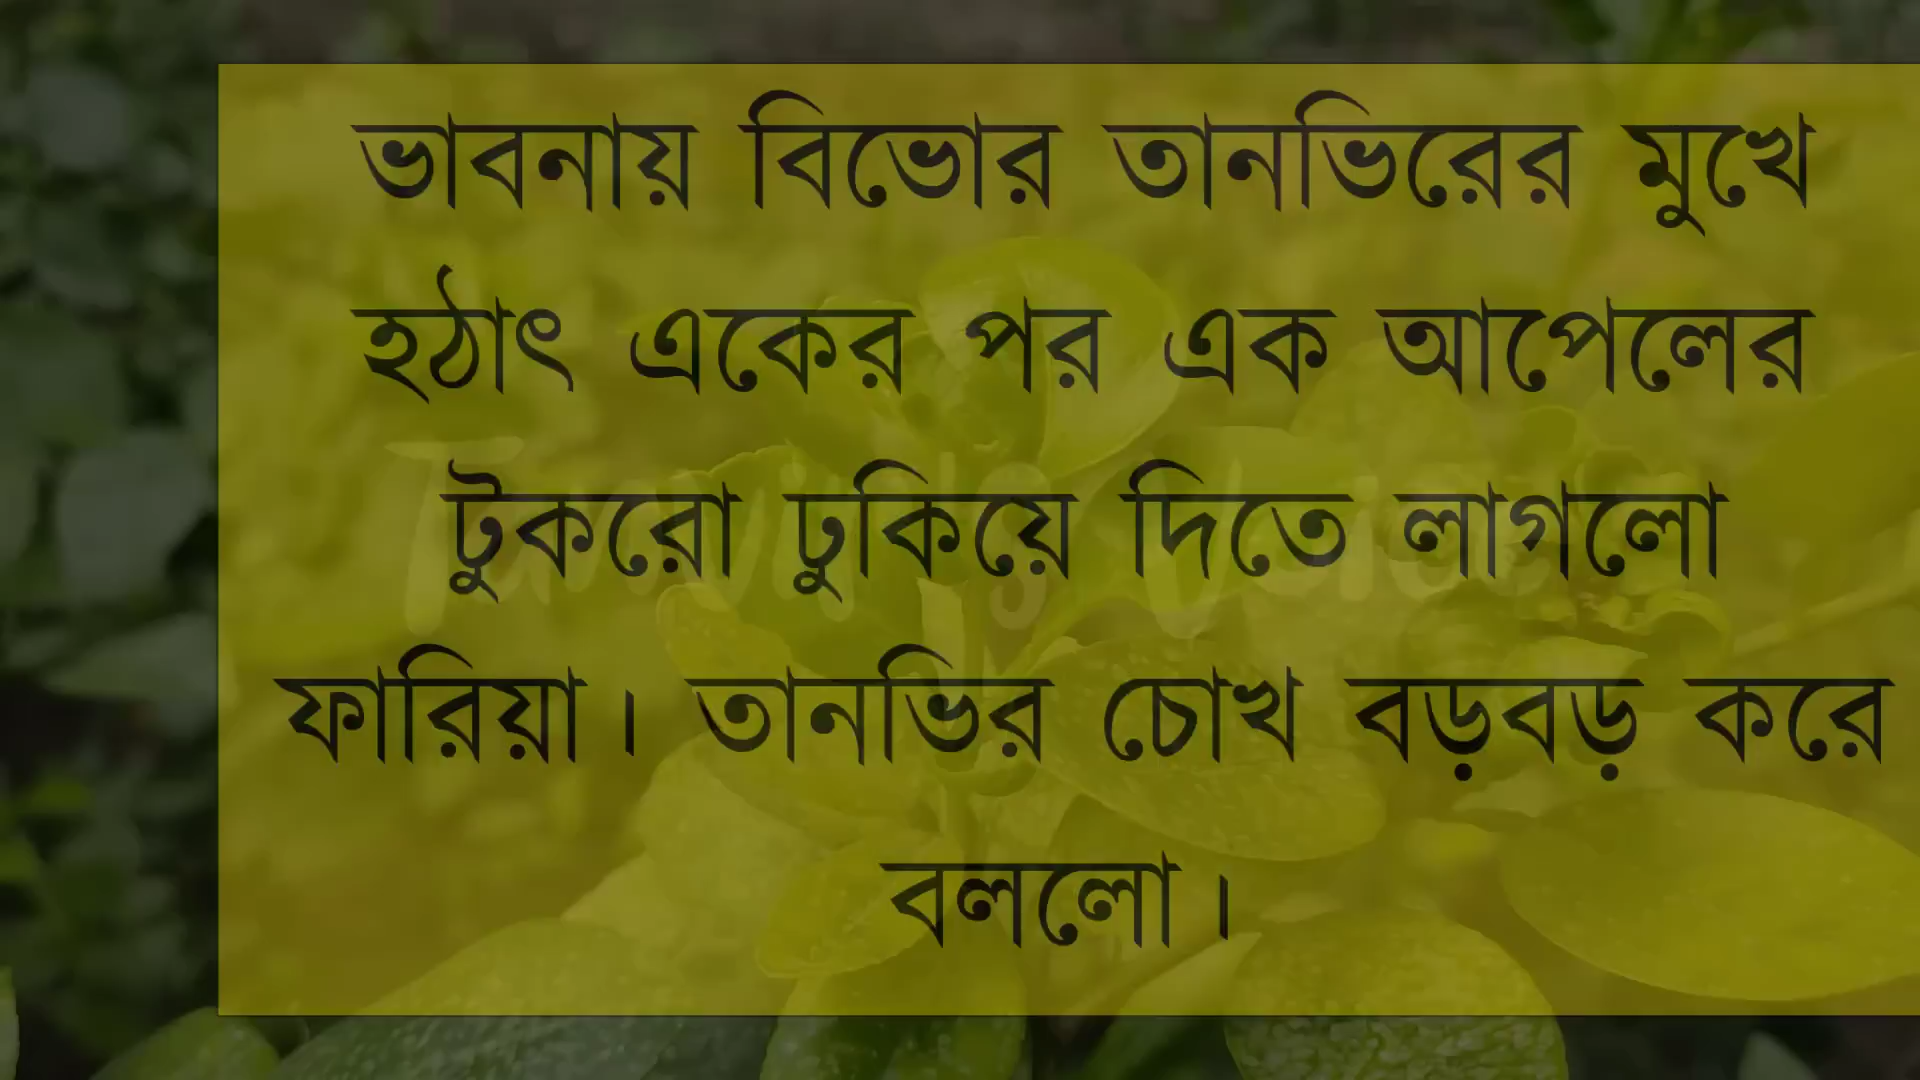 ভাবনায় বিভোর তানভিরের মুখে
হঠাৎ একের পর এক আপেলের
টুকরো ঢুকিয়ে দিতে লাগলো
ফারিয়া। তানভির চোখ বড়বড় করে
বললো।